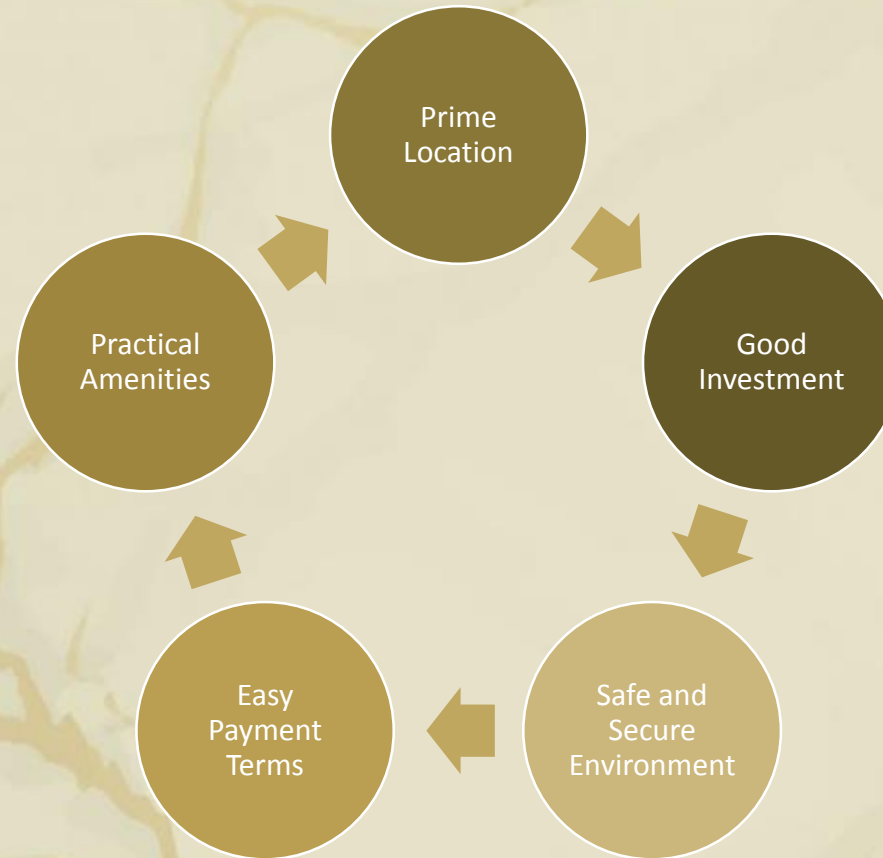 Prime
Location
Good
Investment
Safe and
Secure
Environment
Easy
Payment
Terms
Practical
Amenities